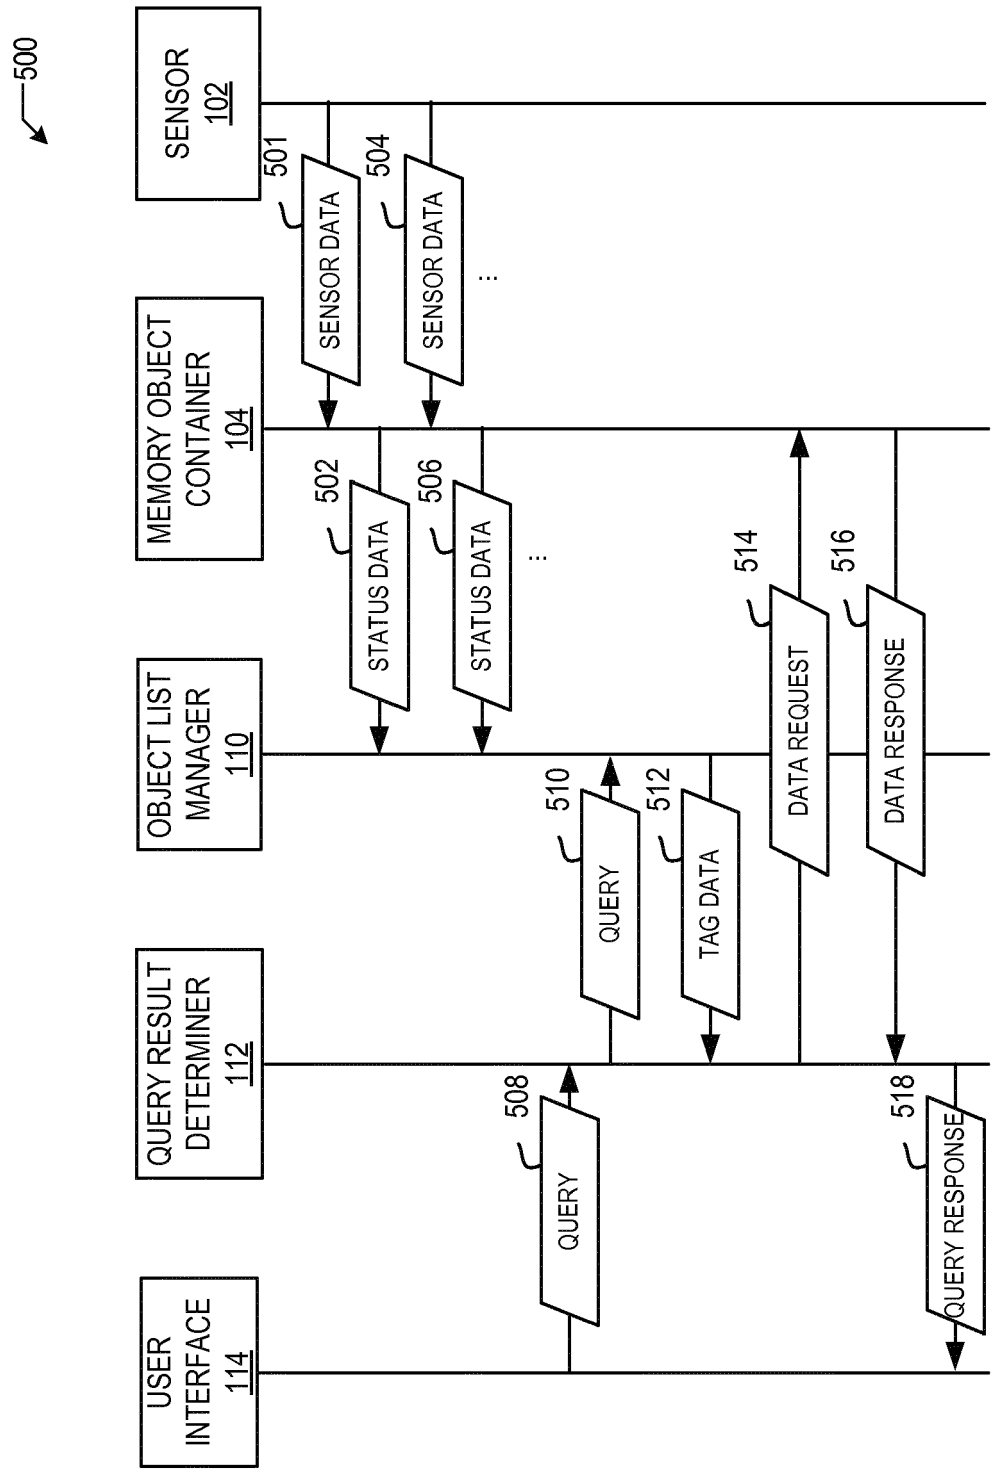 500
USER
INTERFACE
114
QUERY RESULT
DETERMINER
112
OBJECT LIST
MANAGER
110
MEMORY OBJECT
CONTAINER
104
SENSOR
102
501
SENSOR DATA
502
STATUS DATA
504
SENSOR DATA
...
506
STATUS DATA
...
508
QUERY
510
QUERY
512
TAG DATA
514
DATA REQUEST
516
DATA RESPONSE
518
QUERY RESPONSE